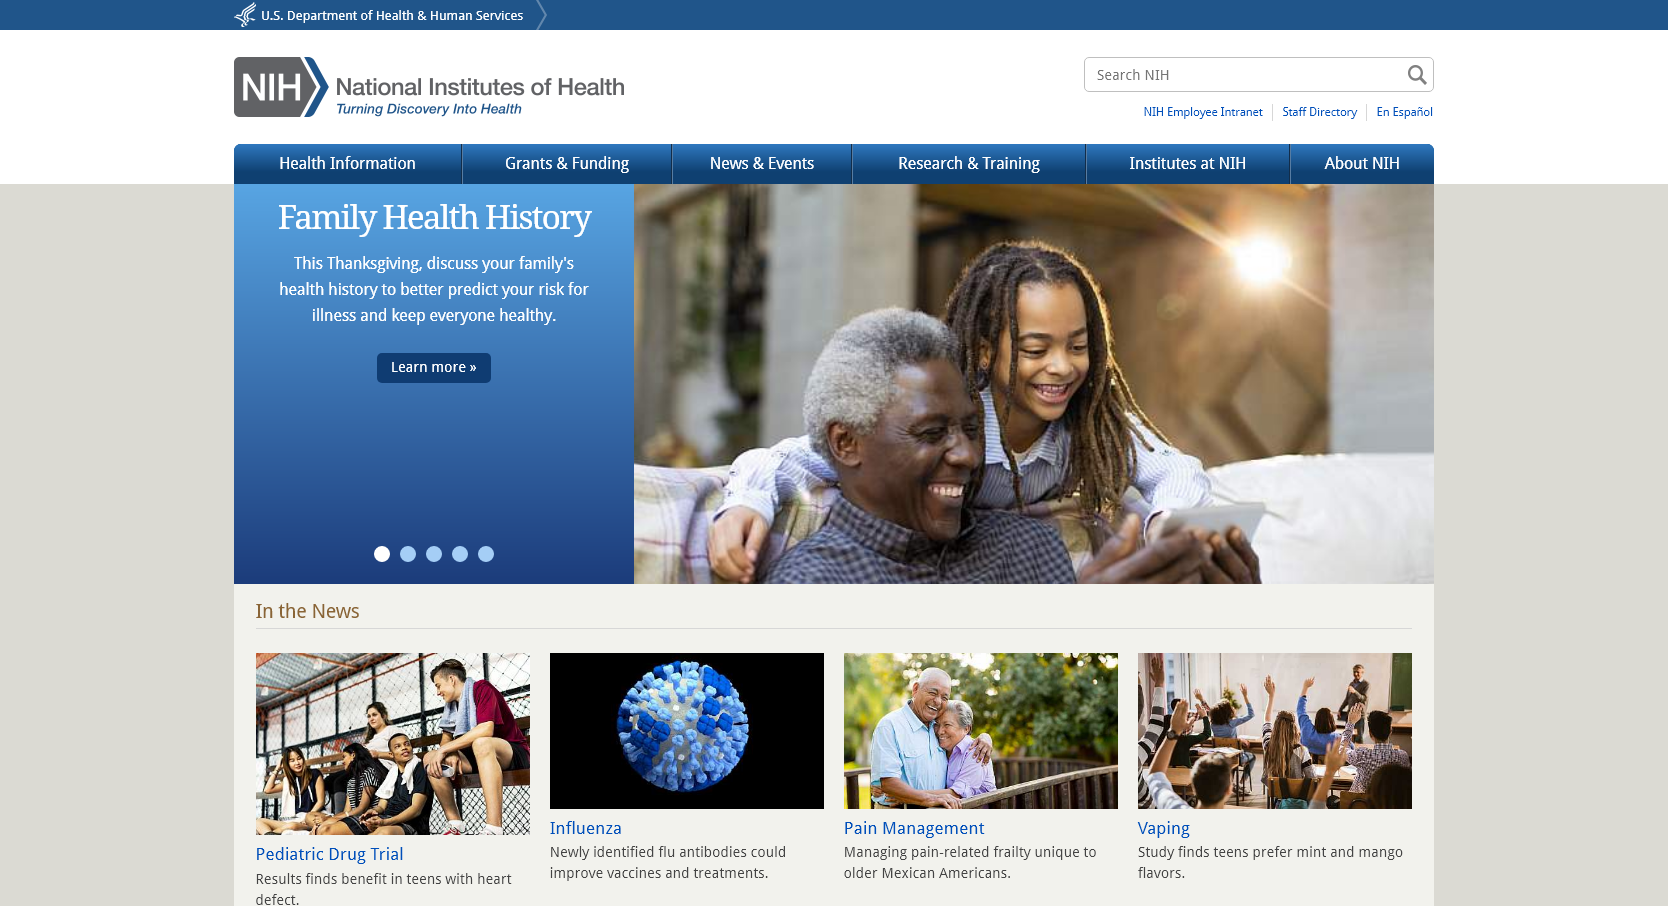 U.S. Department of Health & Human Services
NIH
National Institutes of Health
Turning Discovery Into Health
Search NIH
NIH Employee Intranet
Staff Directory
En Español
Health Information
Grants & Funding
News & Events
Research & Training
Institutes at NIH
About NIH
Family Health History
This Thanksgiving, discuss your family's
health history to better predict your risk for
illness and keep everyone healthy.
Learn more »
In the News
Pediatric Drug Trial
Results finds benefit in teens with heart
defect.
Influenza
Newly identified flu antibodies could
improve vaccines and treatments.
Pain Management
Managing pain-related frailty unique to
older Mexican Americans.
Vaping
Study finds teens prefer mint and mango
flavors.